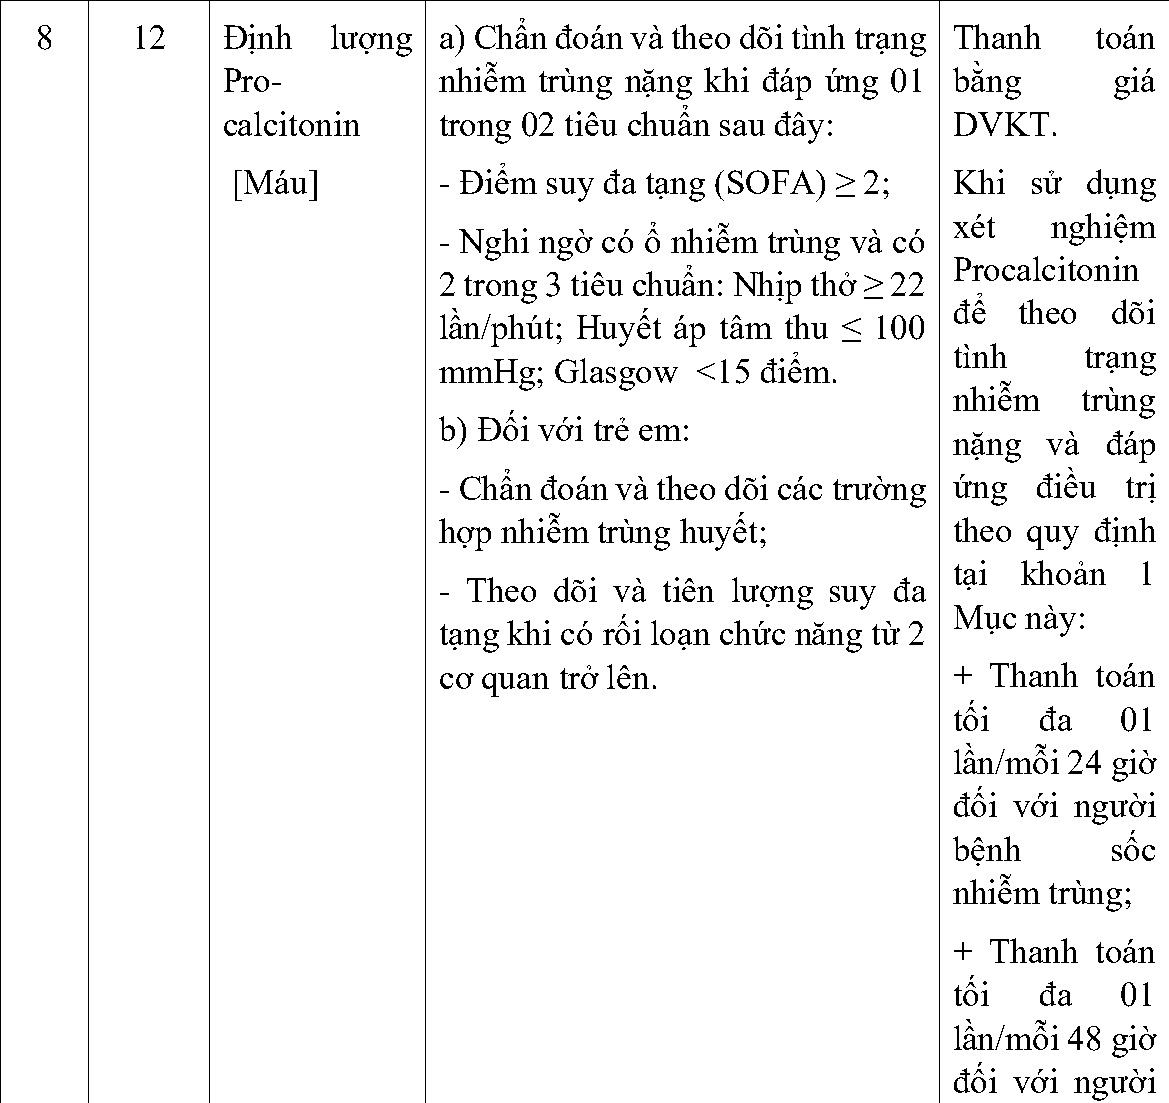 8
12
Định lượng
Pro-
calcitonin
[Máu]
a) Chẩn đoán và theo dõi tình trạng
nhiễm trùng nặng khi đáp ứng 01
trong 02 tiêu chuẩn sau đây:
- Điểm suy đa tạng (SOFA) ≥ 2;
- Nghi ngờ có ổ nhiễm trùng và có
2 trong 3 tiêu chuẩn: Nhịp thở ≥ 22
lần/phút; Huyết áp tâm thu ≤ 100
mmHg; Glasgow <15 điểm.
b) Đối với trẻ em:
- Chẩn đoán và theo dõi các trường
hợp nhiễm trùng huyết;
- Theo dõi và tiên lượng suy đa
tạng khi có rối loạn chức năng từ 2
cơ quan trở lên.
Thanh toán
bằng giá
DVKT.
Khi sử dụng
xét nghiệm
Procalcitonin
để theo dõi
tình trạng
nhiễm trùng
nặng và đáp
ứng điều trị
theo quy định
tại khoản 1
Mục này:
+ Thanh toán
tối đa 01
lần/mỗi 24 giờ
đối với người
bệnh sốc
nhiễm trùng;
+ Thanh toán
tối đa 01
lần/mỗi 48 giờ
đối với người